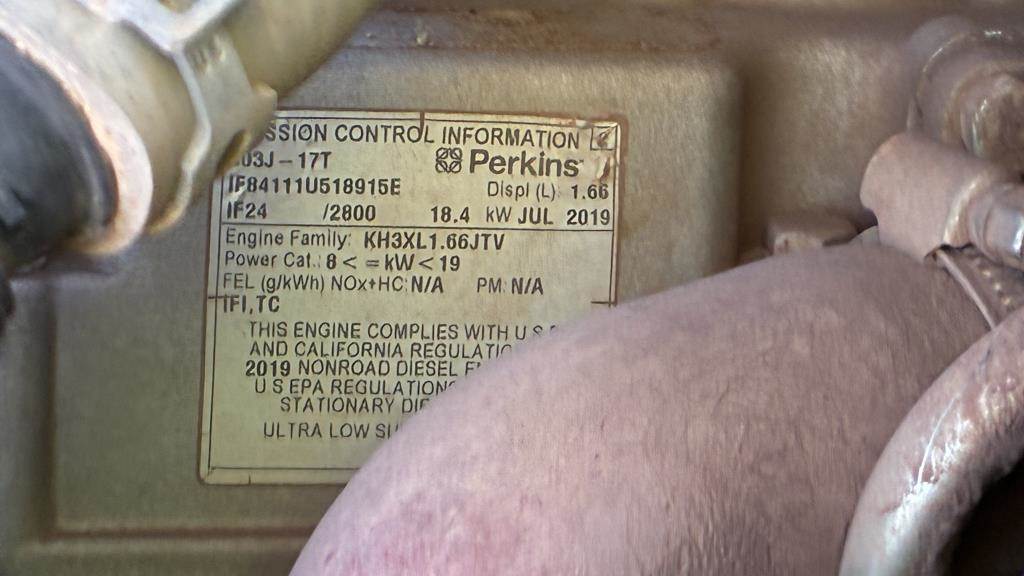 SSION CONTROL INFORMATION
03J-17T Perkins
IF84111U518915E Displ (L): 1.66
IF24 /2800 18.4 kW JUL 2019
Engine Family: KH3XL1.66JTV
Power Cat.: 8 < = kW < 19
FEL (g/kWh) NOx+HC: N/A PM: N/A
IFI, TC
THIS ENGINE COMPLIES WITH U S
AND CALIFORNIA REGULATIO
2019 NONROAD DIESEL E
U S EPA REGULATIONS
STATIONARY DIE
ULTRA LOW SU